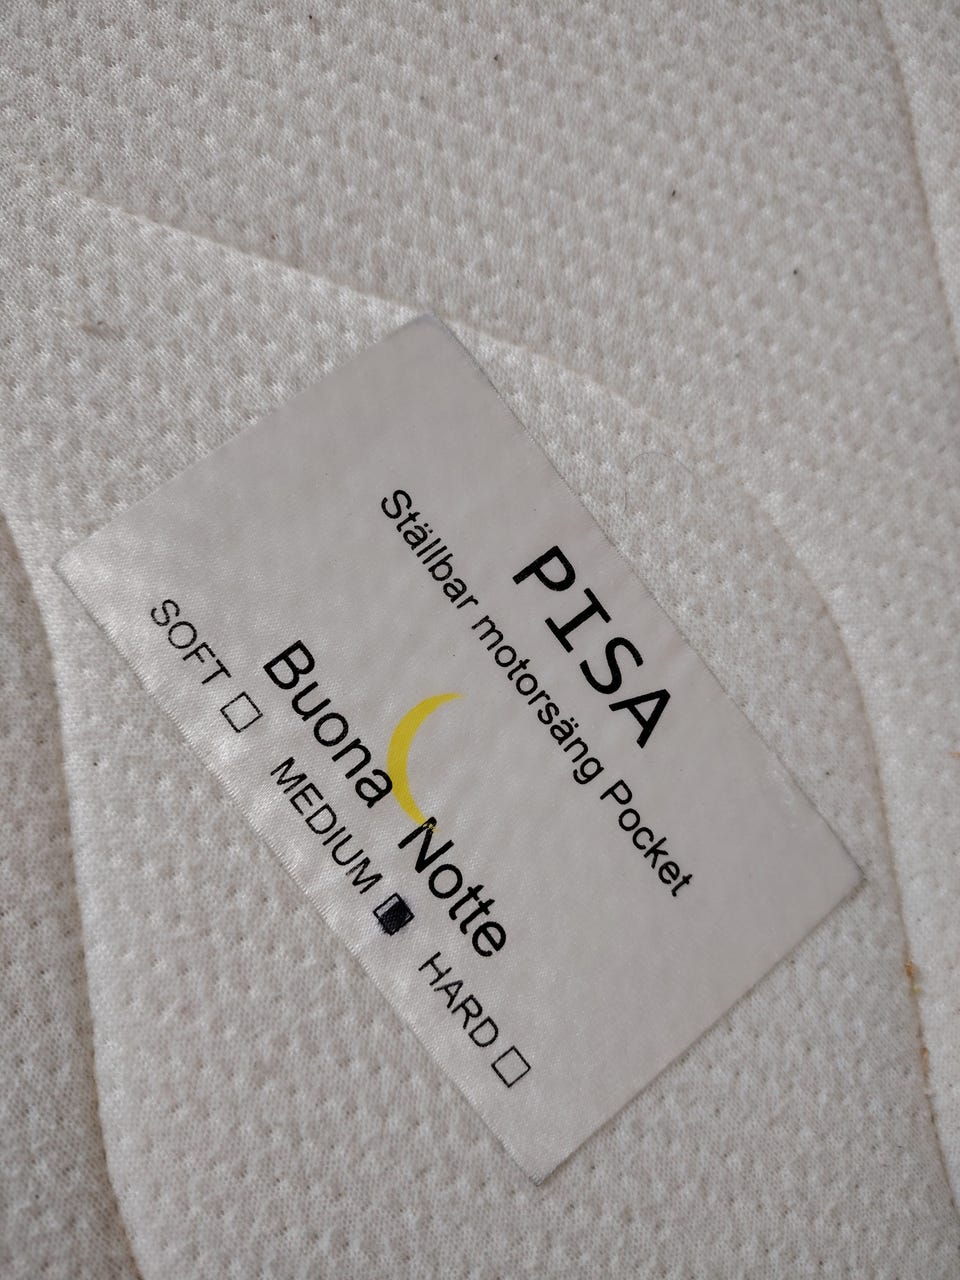 PISA
Ställbar motorsäng Pocket
Buona Notte
SOFT □ MEDIUM ■ HARD □